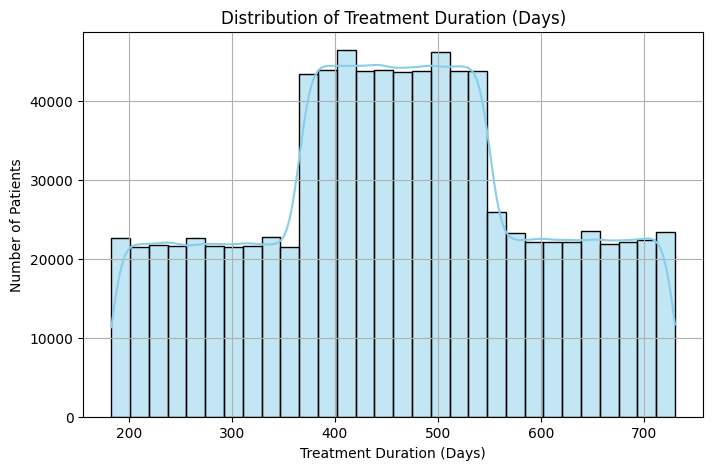 Distribution of Treatment Duration (Days)
40000
30000
20000
10000
0
Number of Patients
200 300 400 500 600 700
Treatment Duration (Days)